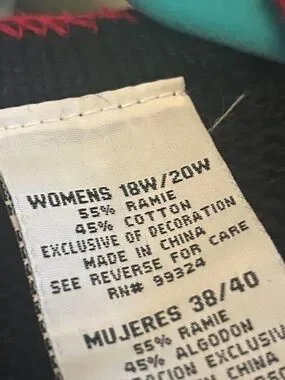 WOMENS 18W/20W
55% RAMIE
45% COTTON
EXCLUSIVE OF DECORATION
MADE IN CHINA
SEE REVERSE FOR CARE
RN# 99324
MUJERES 38/40
55% RAMIE
45% ALGODON
EXCLUSIV